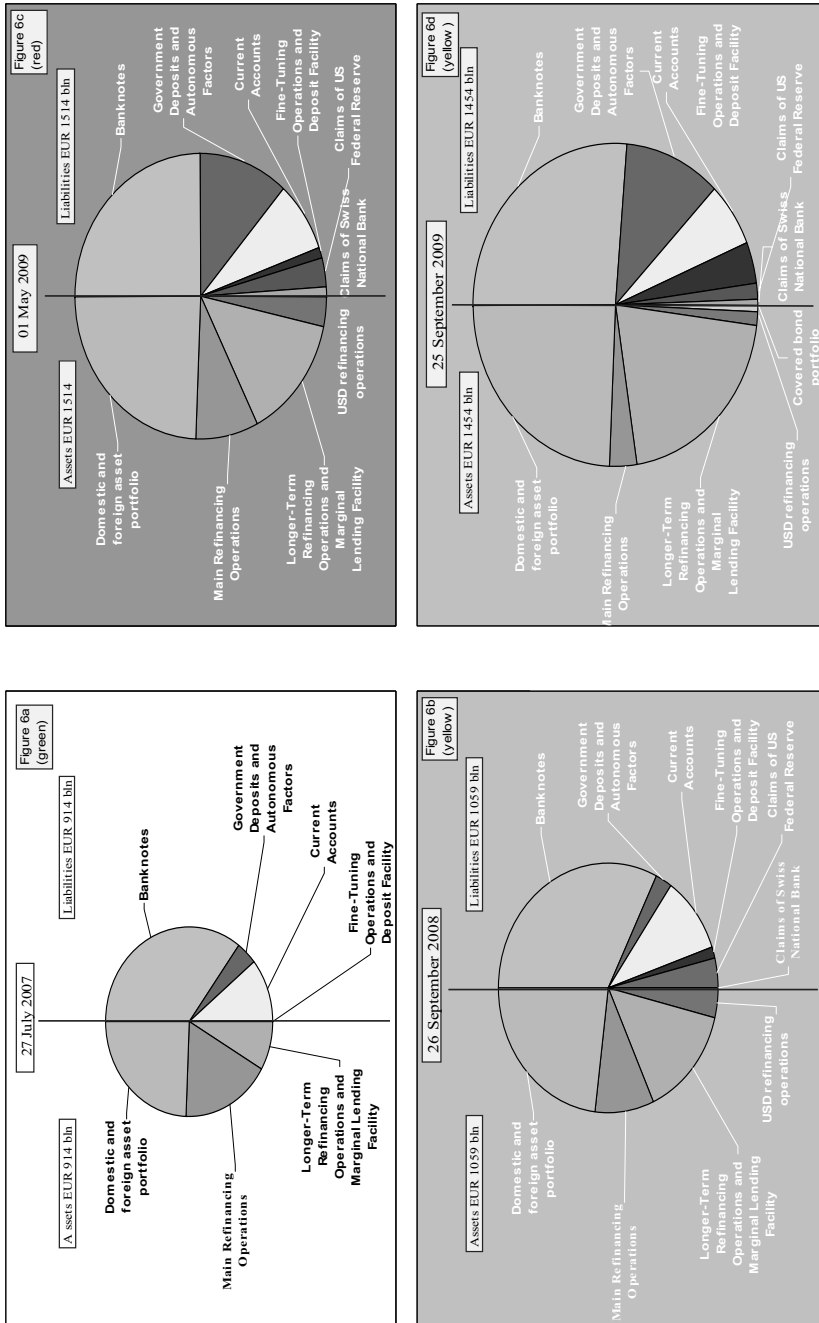 Figure 6a
(green)
27 July 2007
A ssets EUR 914 bln
Liabilities EUR 914 bln
Domestic and
foreign asset
portfolio
Main Refinancing
Operations
Longer-Term
Refinancing
Operations and
Marginal Lending
Facility
Banknotes
Government
Deposits and
Autonomous
Factors
Current
Accounts
Fine-Tuning
Operations and
Deposit Facility
Figure 6c
(red)
01 May 2009
Assets EUR 1514
Liabilities EUR 1514 bln
Domestic and
foreign asset
portfolio
Main Refinancing
Operations
Longer-Term
Refinancing
Operations and
Marginal
Lending Facility
USD refinancing
operations
Banknotes
Government
Deposits and
Autonomous
Factors
Current
Accounts
Fine-Tuning
Operations and
Deposit Facility
Claims of US
Federal Reserve
Claims of Swiss
National Bank
Figure 6b
(yellow )
26 September 2008
Assets EUR 1059 bln
Liabilities EUR 1059 bln
Domestic and
foreign asset
portfolio
Main Refinancing
Operations
Longer-Term
Refinancing
Operations and
Marginal Lending
Facility
USD refinancing
operations
Banknotes
Government
Deposits and
Autonomous
Factors
Current
Accounts
Fine-Tuning
Operations and
Deposit Facility
Claims of US
Federal Reserve
Claims of Swiss
National Bank
Figure 6d
(yellow )
25 September 2009
Assets EUR 1454 bln
Liabilities EUR 1454 bln
Domestic and
foreign asset
portfolio
Main Refinancing
Operations
Longer-Term
Refinancing
Operations and
Marginal
Lending Facility
USD refinancing
operations
Covered bond
portfolio
Banknotes
Government
Deposits and
Autonomous
Factors
Current
Accounts
Fine-Tuning
Operations and
Deposit Facility
Claims of US
Federal Reserve
Claims of Swiss
National Bank